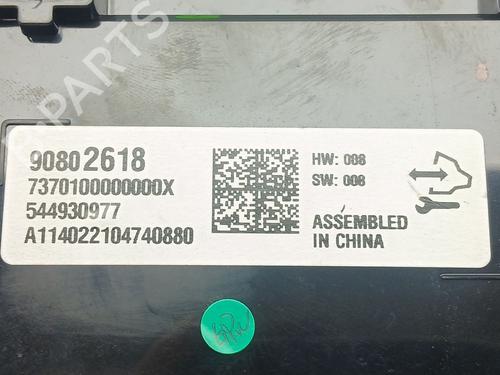 90802618
7370100000000X
544930977
A114022104740880
HW: 008
SW: 008
ASSEMBLED
IN CHINA